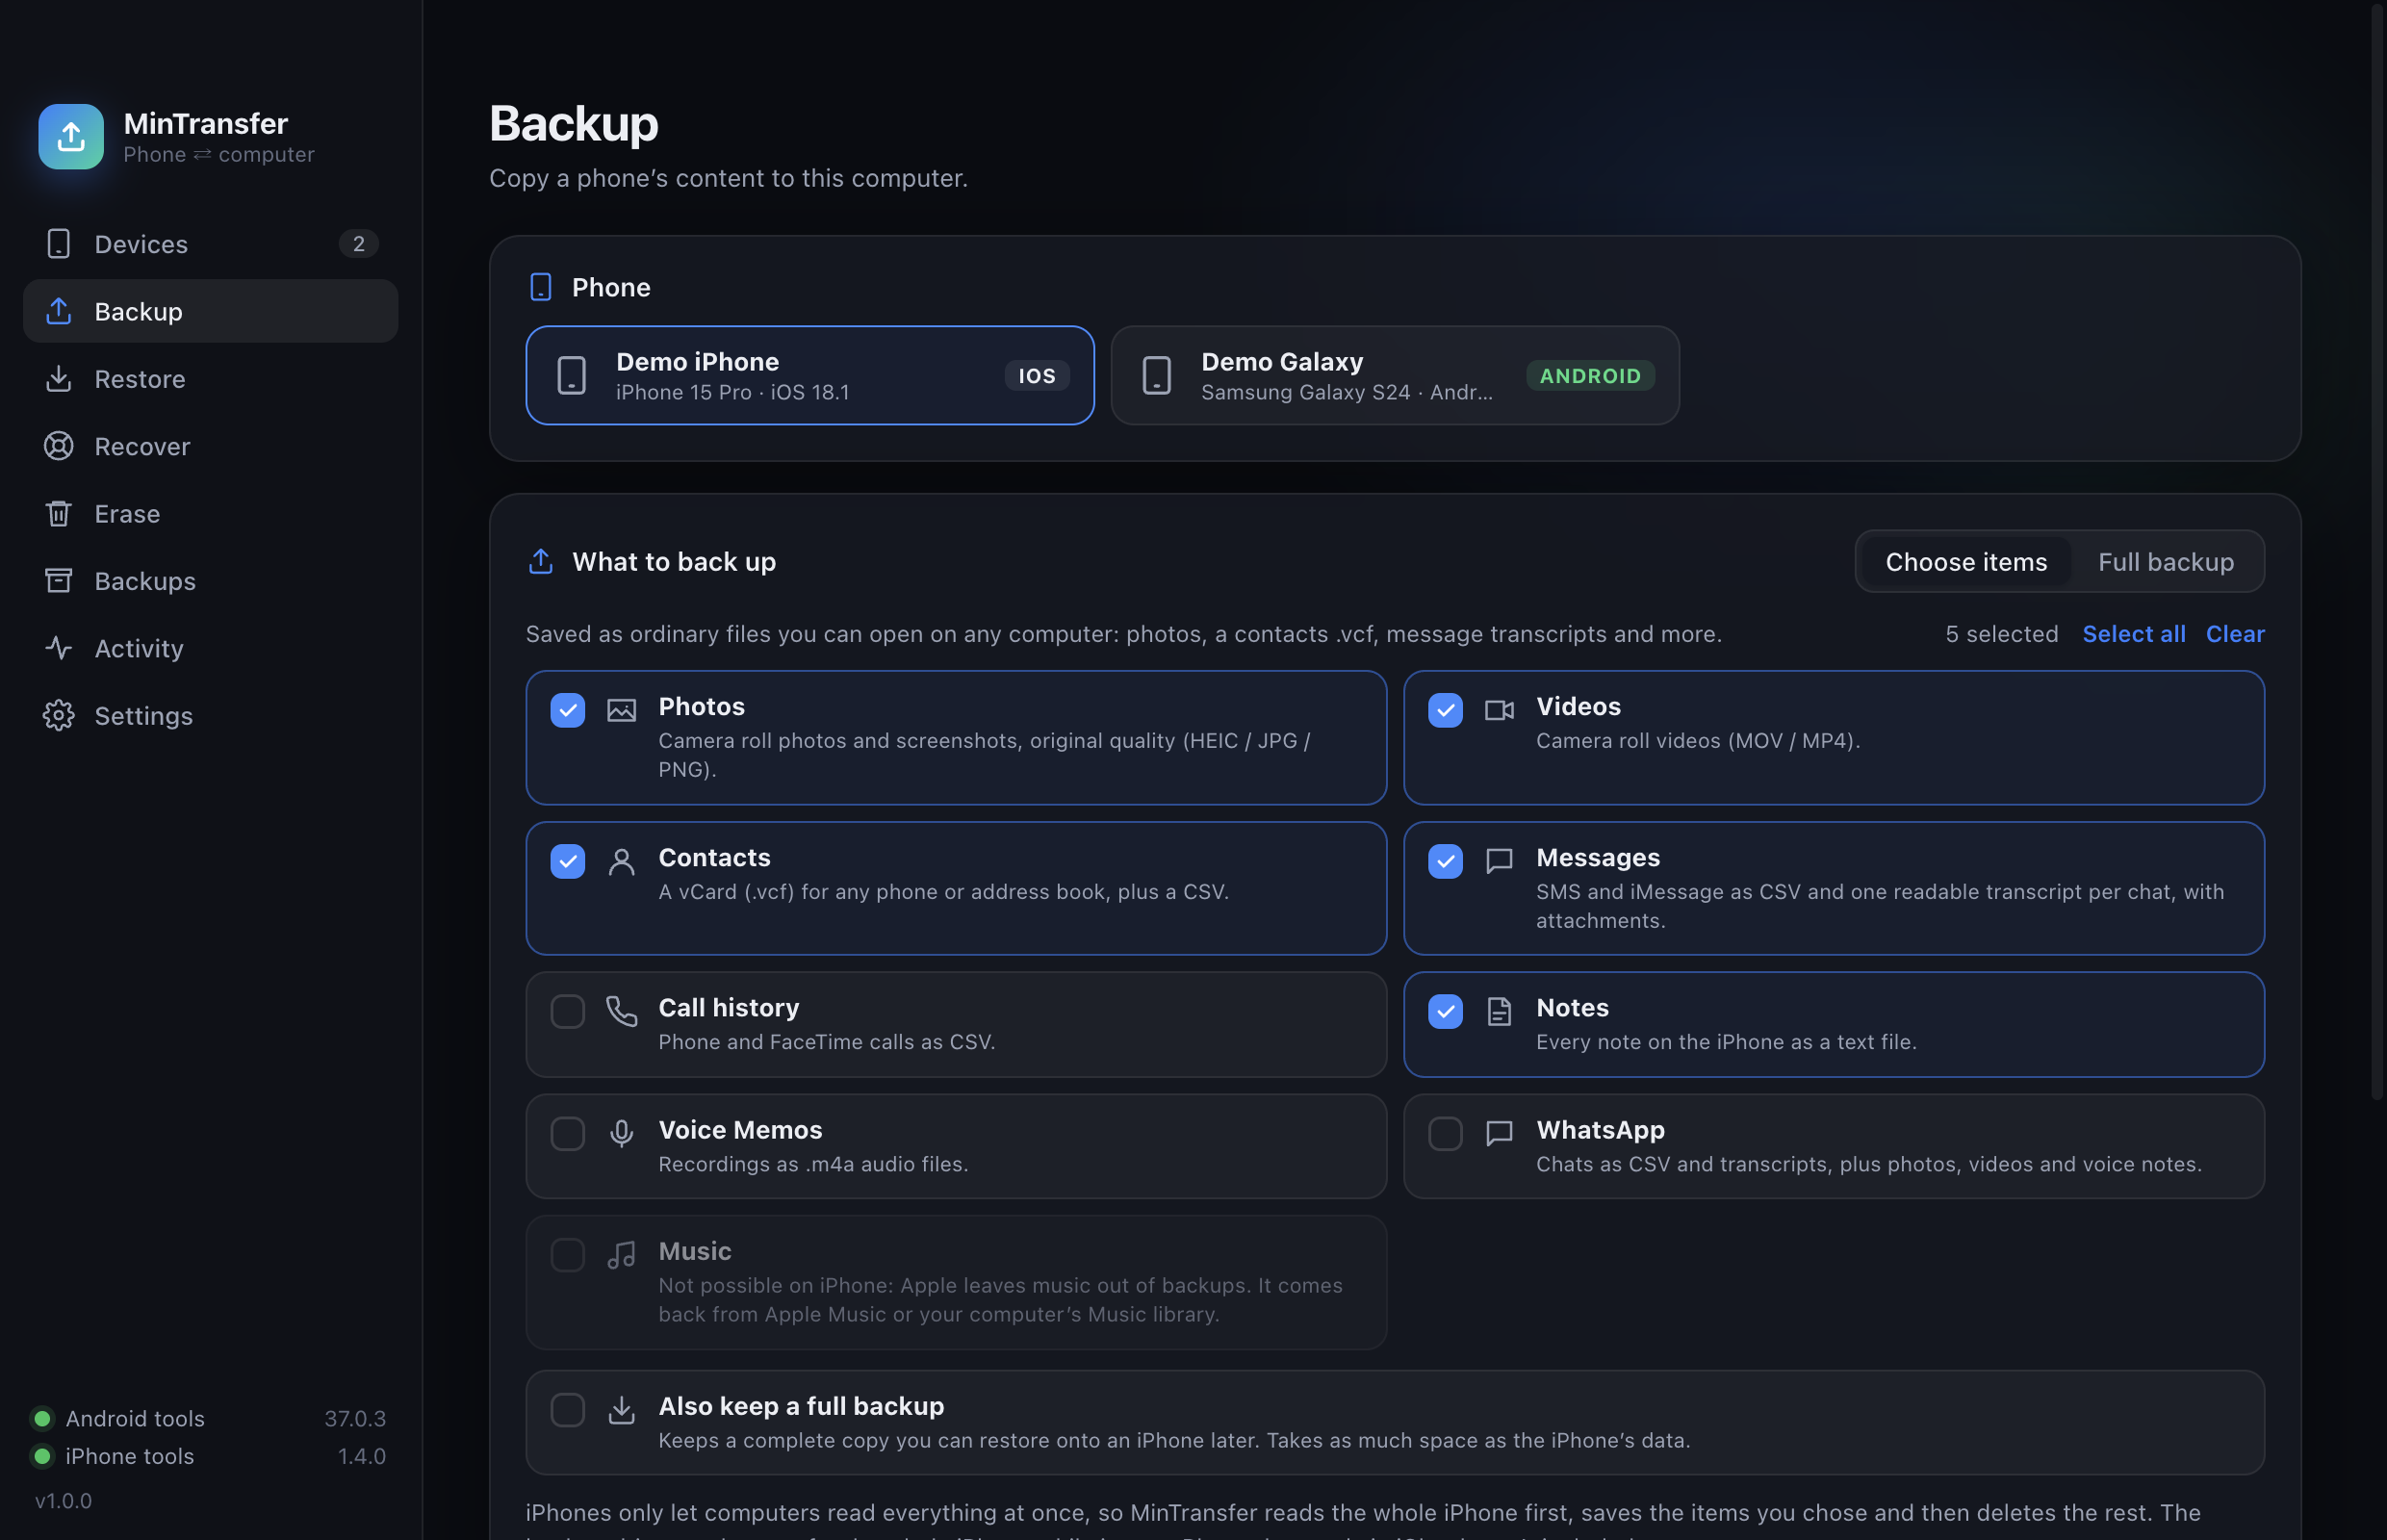 MinTransfer
Phone ⇄ computer
Devices 2
Backup
Restore
Recover
Erase
Backups
Activity
Settings
Android tools 37.0.3
iPhone tools 1.4.0
v1.0.0
Backup
Copy a phone’s content to this computer.
Phone
Demo iPhone
iPhone 15 Pro · iOS 18.1
IOS
Demo Galaxy
Samsung Galaxy S24 · Andr...
ANDROID
What to back up
Choose items Full backup
Saved as ordinary files you can open on any computer: photos, a contacts .vcf, message transcripts and more.
5 selected Select all Clear
Photos
Camera roll photos and screenshots, original quality (HEIC / JPG /
PNG).
Videos
Camera roll videos (MOV / MP4).
Contacts
A vCard (.vcf) for any phone or address book, plus a CSV.
Messages
SMS and iMessage as CSV and one readable transcript per chat, with
attachments.
Call history
Phone and FaceTime calls as CSV.
Notes
Every note on the iPhone as a text file.
Voice Memos
Recordings as .m4a audio files.
WhatsApp
Chats as CSV and transcripts, plus photos, videos and voice notes.
Music
Not possible on iPhone: Apple leaves music out of backups. It comes
back from Apple Music or your computer’s Music library.
Also keep a full backup
Keeps a complete copy you can restore onto an iPhone later. Takes as much space as the iPhone’s data.
iPhones only let computers read everything at once, so MinTransfer reads the whole iPhone first, saves the items you chose and then deletes the rest. The